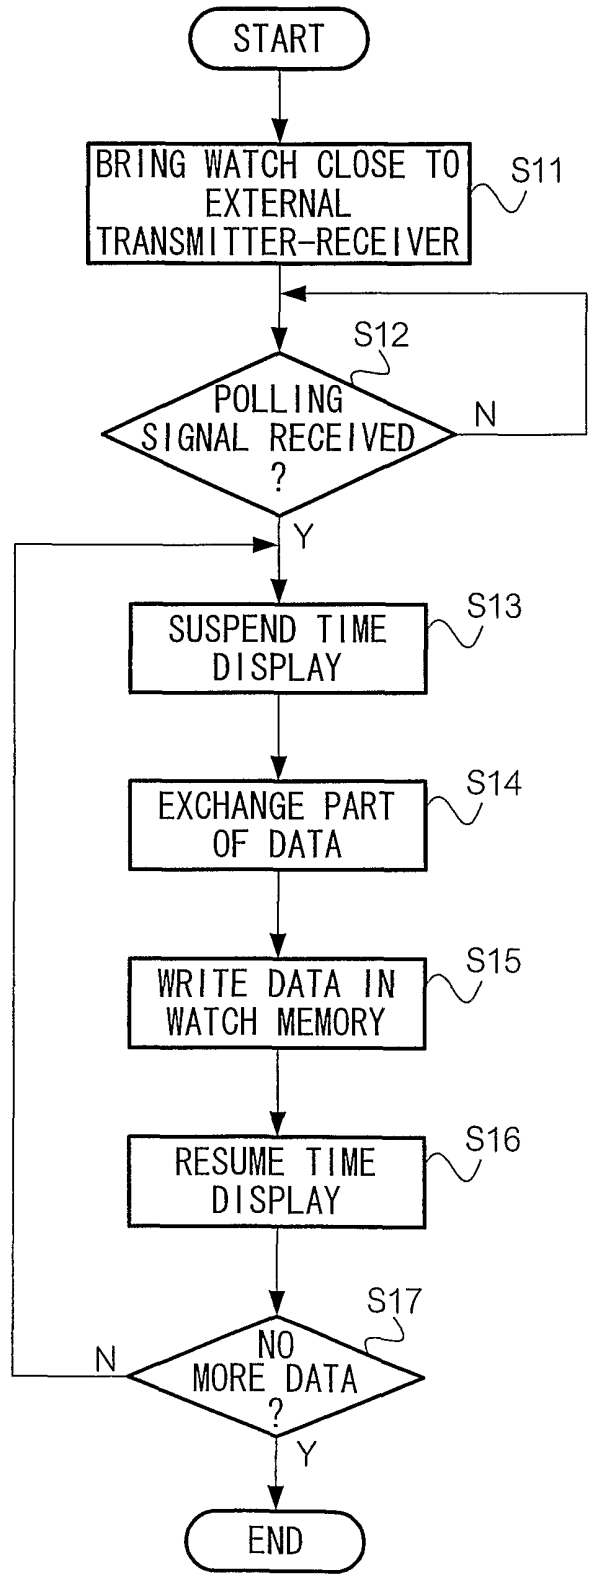 START
BRING WATCH CLOSE TO
EXTERNAL
TRANSMITTER-RECEIVER
S11
S12
POLLING
SIGNAL RECEIVED
?
N
Y
S13
SUSPEND TIME
DISPLAY
S14
EXCHANGE PART
OF DATA
S15
WRITE DATA IN
WATCH MEMORY
S16
RESUME TIME
DISPLAY
S17
NO
MORE DATA
?
N
Y
END